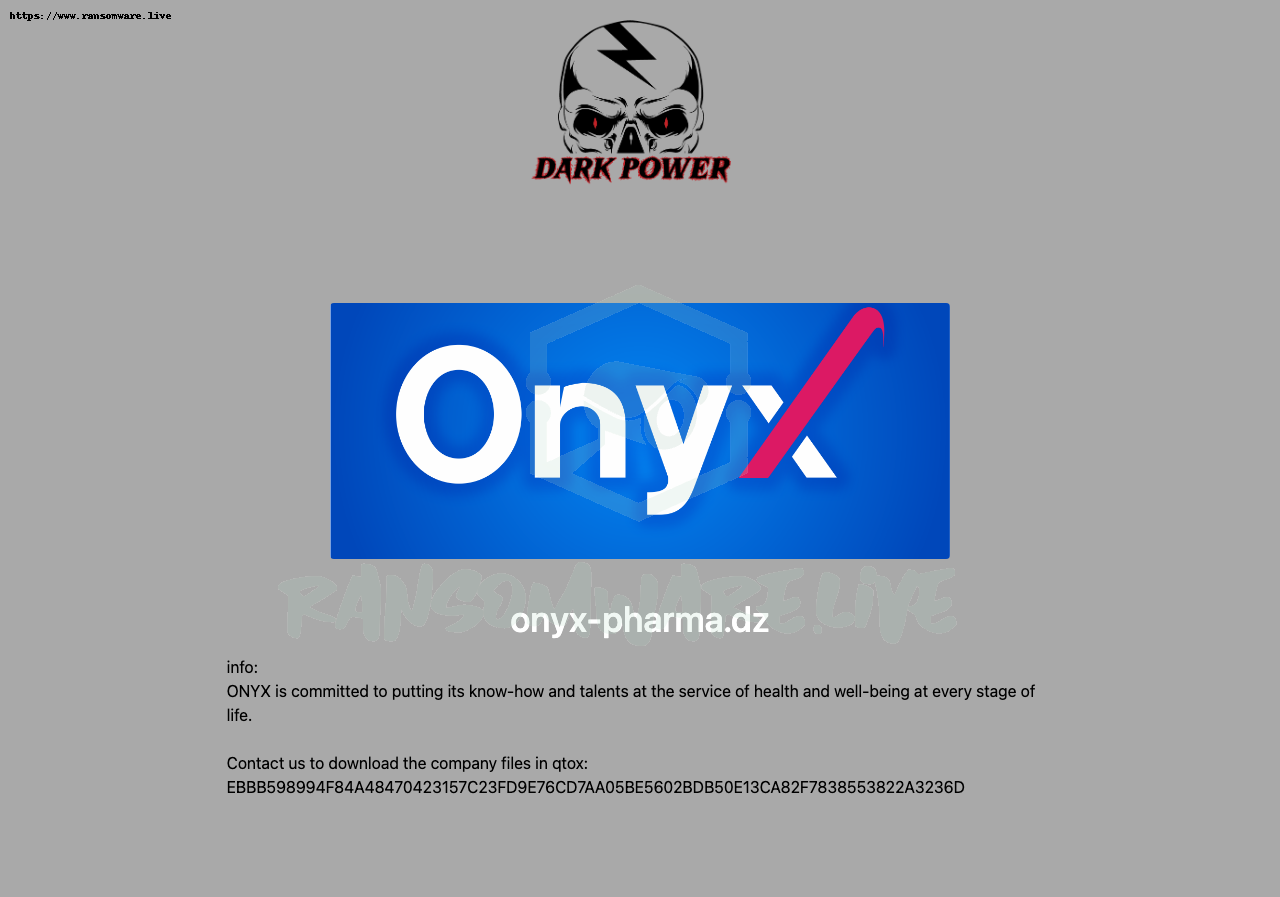 https://www.ransomware.live
DARK POWER
Onyx
RANSOMWARE.LIVE
onyx-pharma.dz
info:
ONYX is committed to putting its know-how and talents at the service of health and well-being at every stage of
life.
Contact us to download the company files in qtox:
EBBB598994F84A48470423157C23FD9E76CD7AA05BE5602BDB50E13CA82F7838553822A3236D